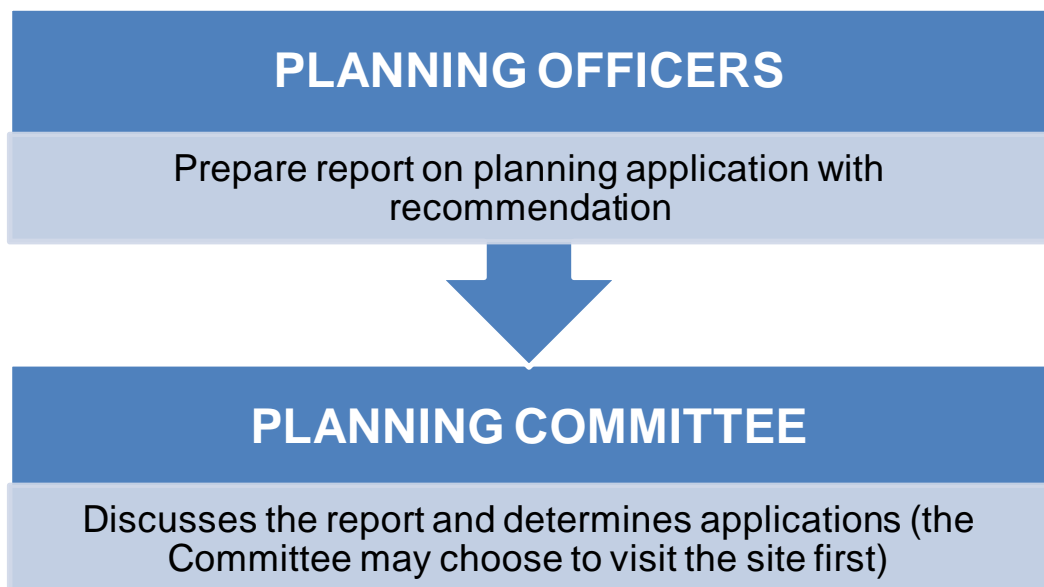 PLANNING OFFICERS
Prepare report on planning application with
recommendation
PLANNING COMMITTEE
Discusses the report and determines applications (the
Committee may choose to visit the site first)